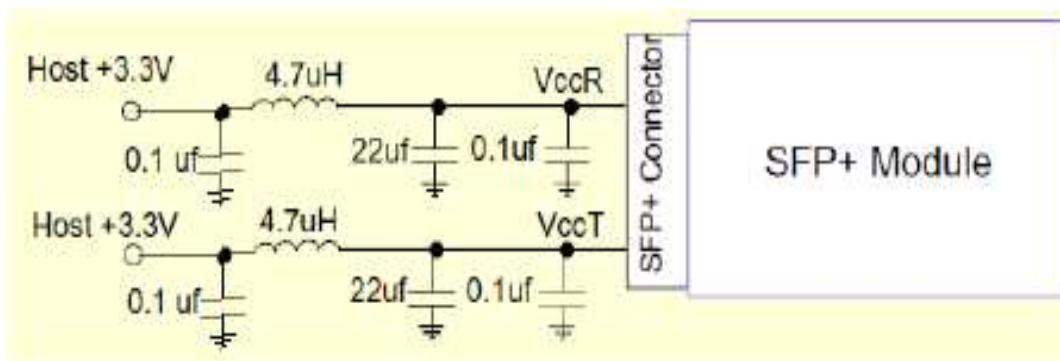 Host +3.3V
4.7uH
VccR
0.1 uf
22uf
0.1uf
Host +3.3V
4.7uH
VccT
0.1 uf
22uf
0.1uf
SFP+ Connector
SFP+ Module